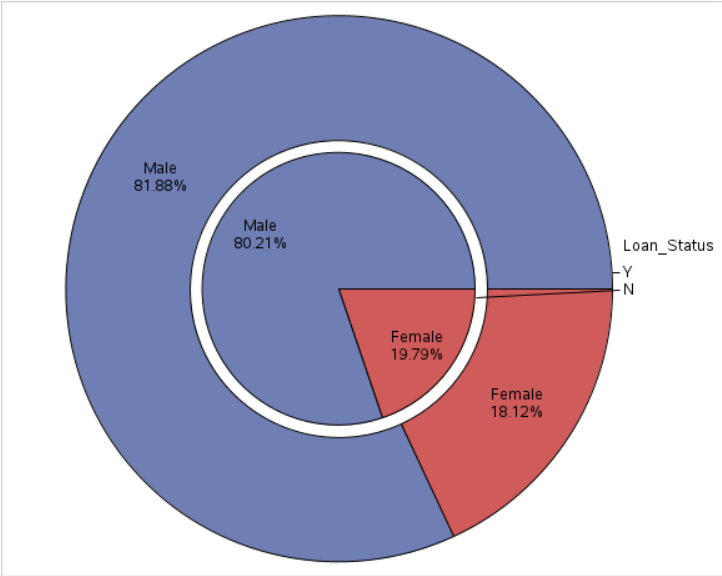 Male
81.88%
Male
80.21%
Loan_Status
Y
N
Female
19.79%
Female
18.12%